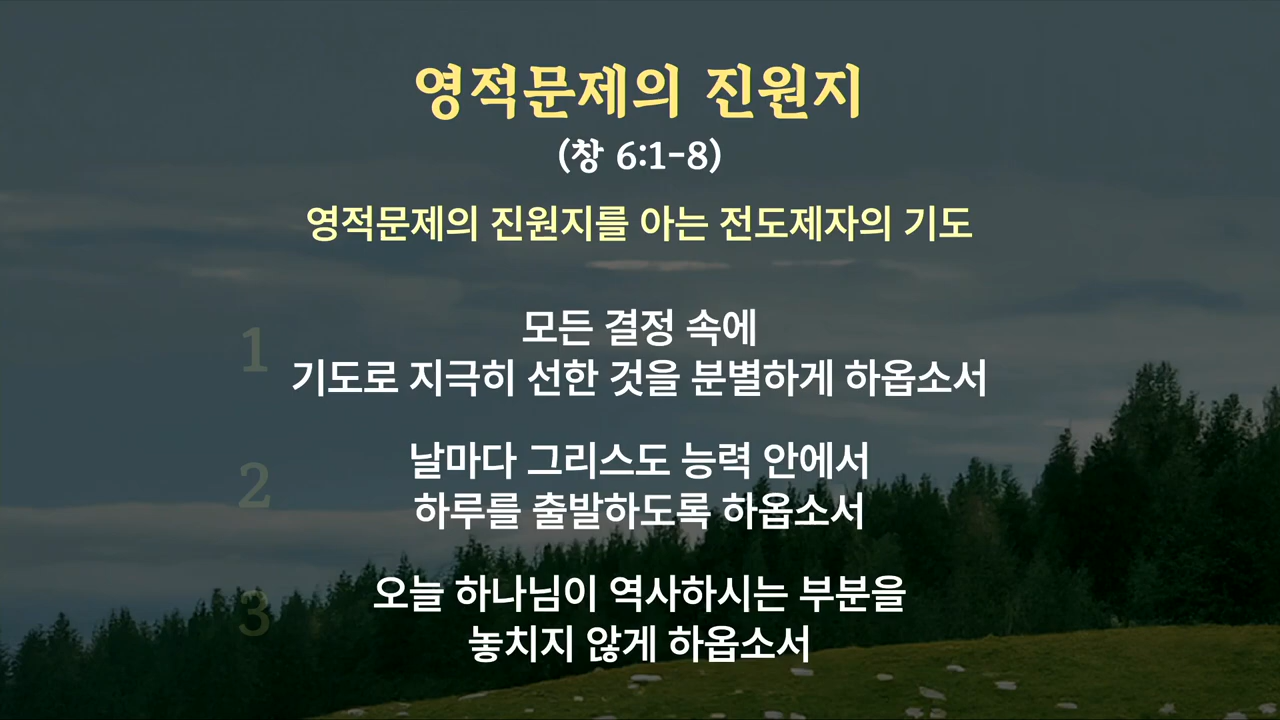 영적문제의 진원지
(창 6:1-8)
영적문제의 진원지를 아는 전도제자의 기도
1
모든 결정 속에
기도로 지극히 선한 것을 분별하게 하옵소서
2
날마다 그리스도 능력 안에서
하루를 출발하도록 하옵소서
3
오늘 하나님이 역사하시는 부분을
놓치지 않게 하옵소서